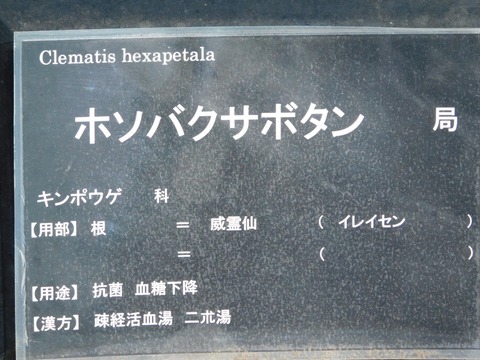 Clematis hexapetala
ホソバクサボタン 局
キンポウゲ 科
【用部】 根 = 威霊仙 ( イレイセン )
= ( )
【用途】 抗菌 血糖下降
【漢方】 疎経活血湯 二朮湯